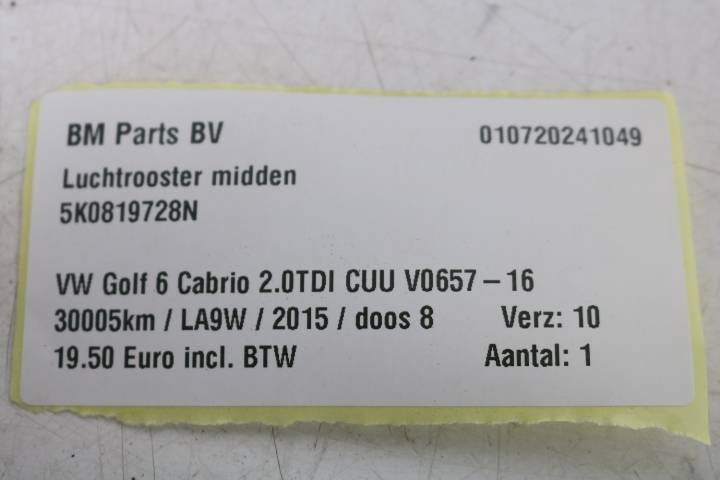 BM Parts BV 010720241049
Luchtrooster midden
5K0819728N
VW Golf 6 Cabrio 2.0TDI CUU V0657 – 16
30005km / LA9W / 2015 / doos 8 Verz: 10
19.50 Euro incl. BTW Aantal: 1